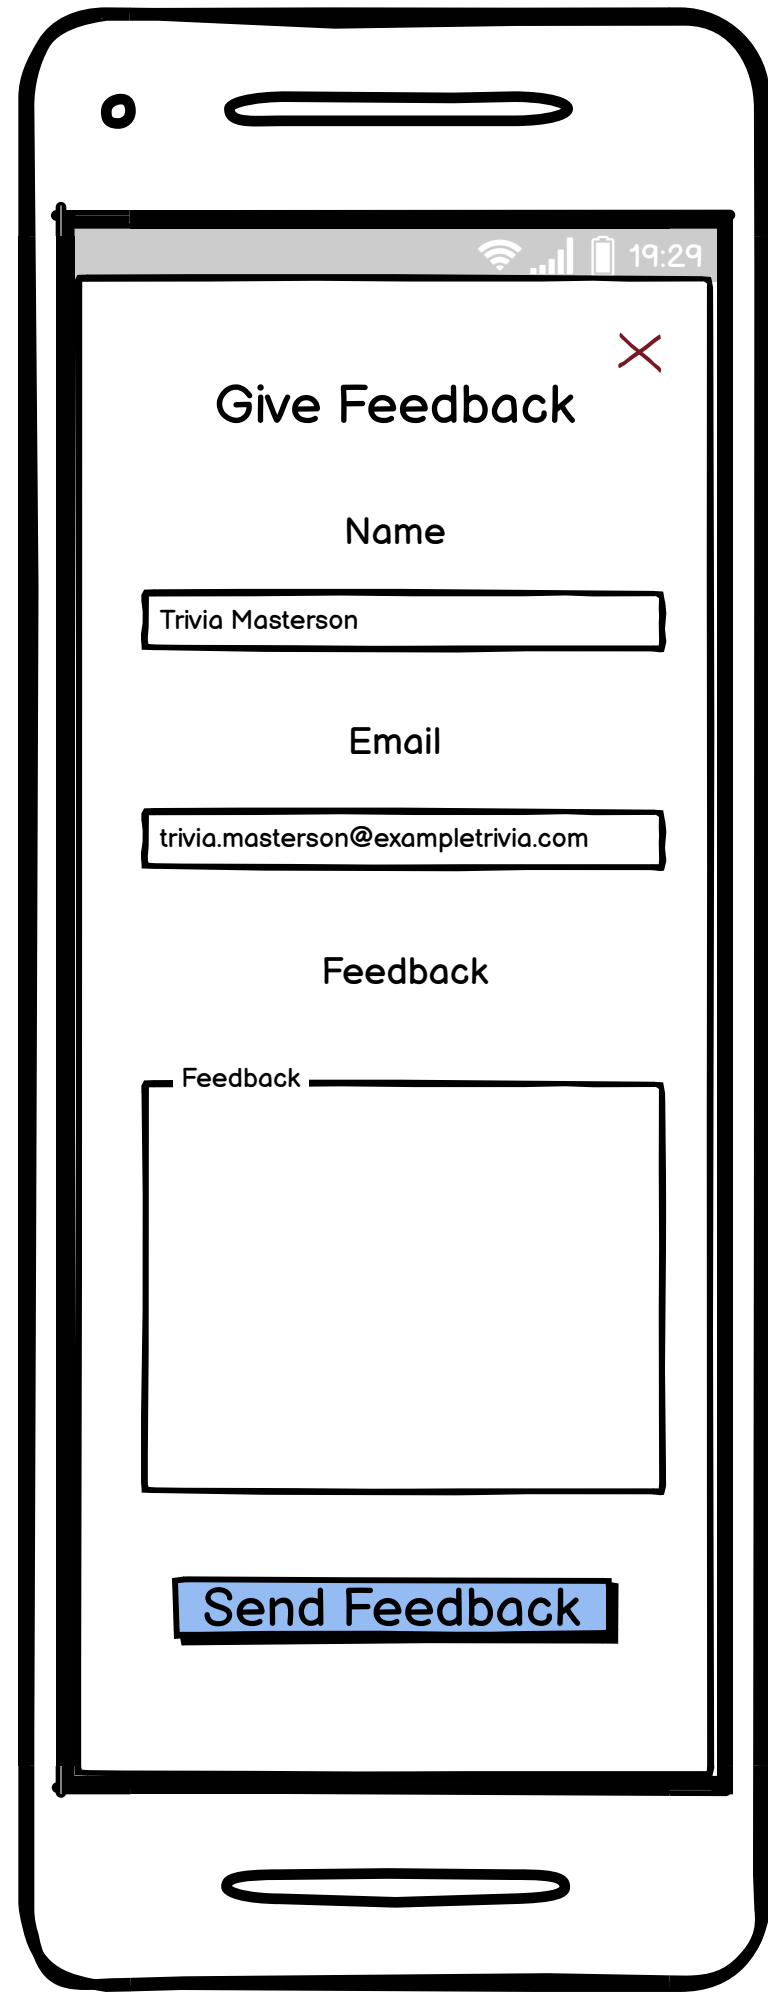 19:29
Give Feedback
Name
Trivia Masterson
Email
trivia.masterson@exampletrivia.com
Feedback
Feedback
Send Feedback